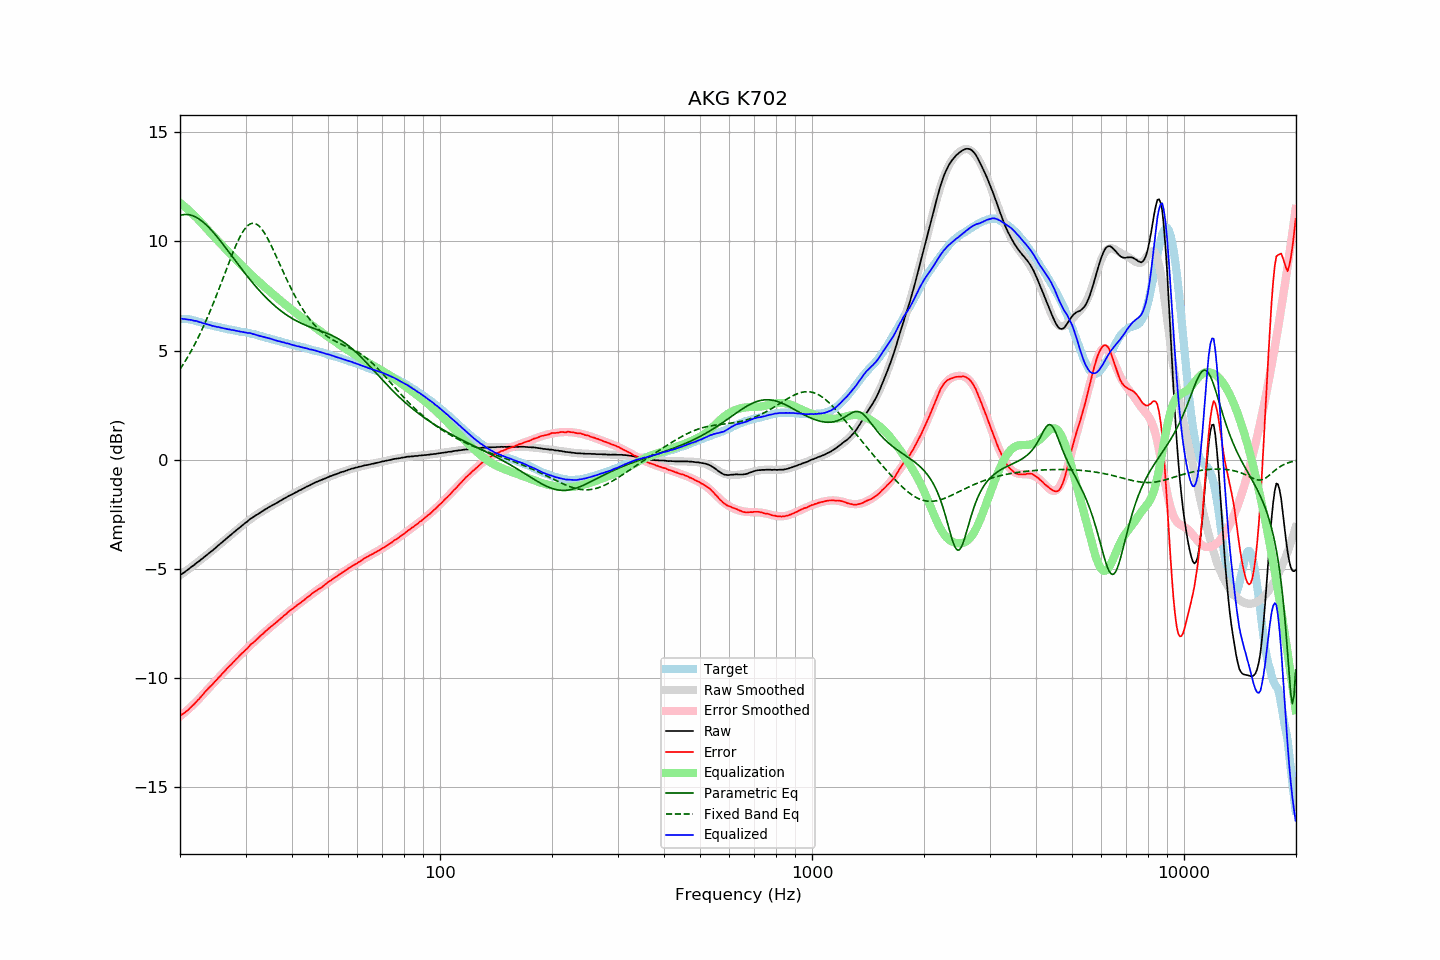 AKG K702
15
10
5
0
−5
−10
−15
Amplitude (dBr)
100
1000
10000
Frequency (Hz)
Target
Raw Smoothed
Error Smoothed
Raw
Error
Equalization
Parametric Eq
Fixed Band Eq
Equalized